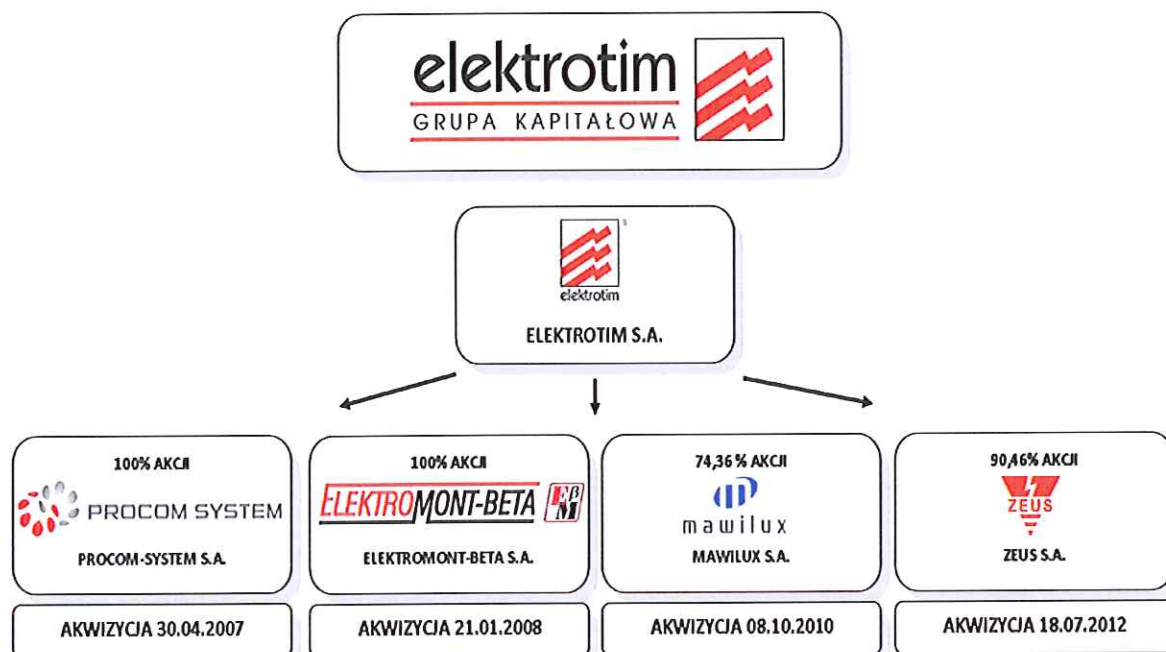 elektrotim
GRUPA KAPITAŁOWA
elektrotim
ELEKTROTIM S.A.
100% AKCJI
PROCOM SYSTEM
PROCOM-SYSTEM S.A.
AKWIZYCJA 30.04.2007
100% AKCJI
ELEKTROMONT-BETA EβM
ELEKTROMONT-BETA S.A.
AKWIZYCJA 21.01.2008
74,36 % AKCJI
mawilux
MAWILUX S.A.
AKWIZYCJA 08.10.2010
90,46% AKCJI
ZEUS
ZEUS S.A.
AKWIZYCJA 18.07.2012